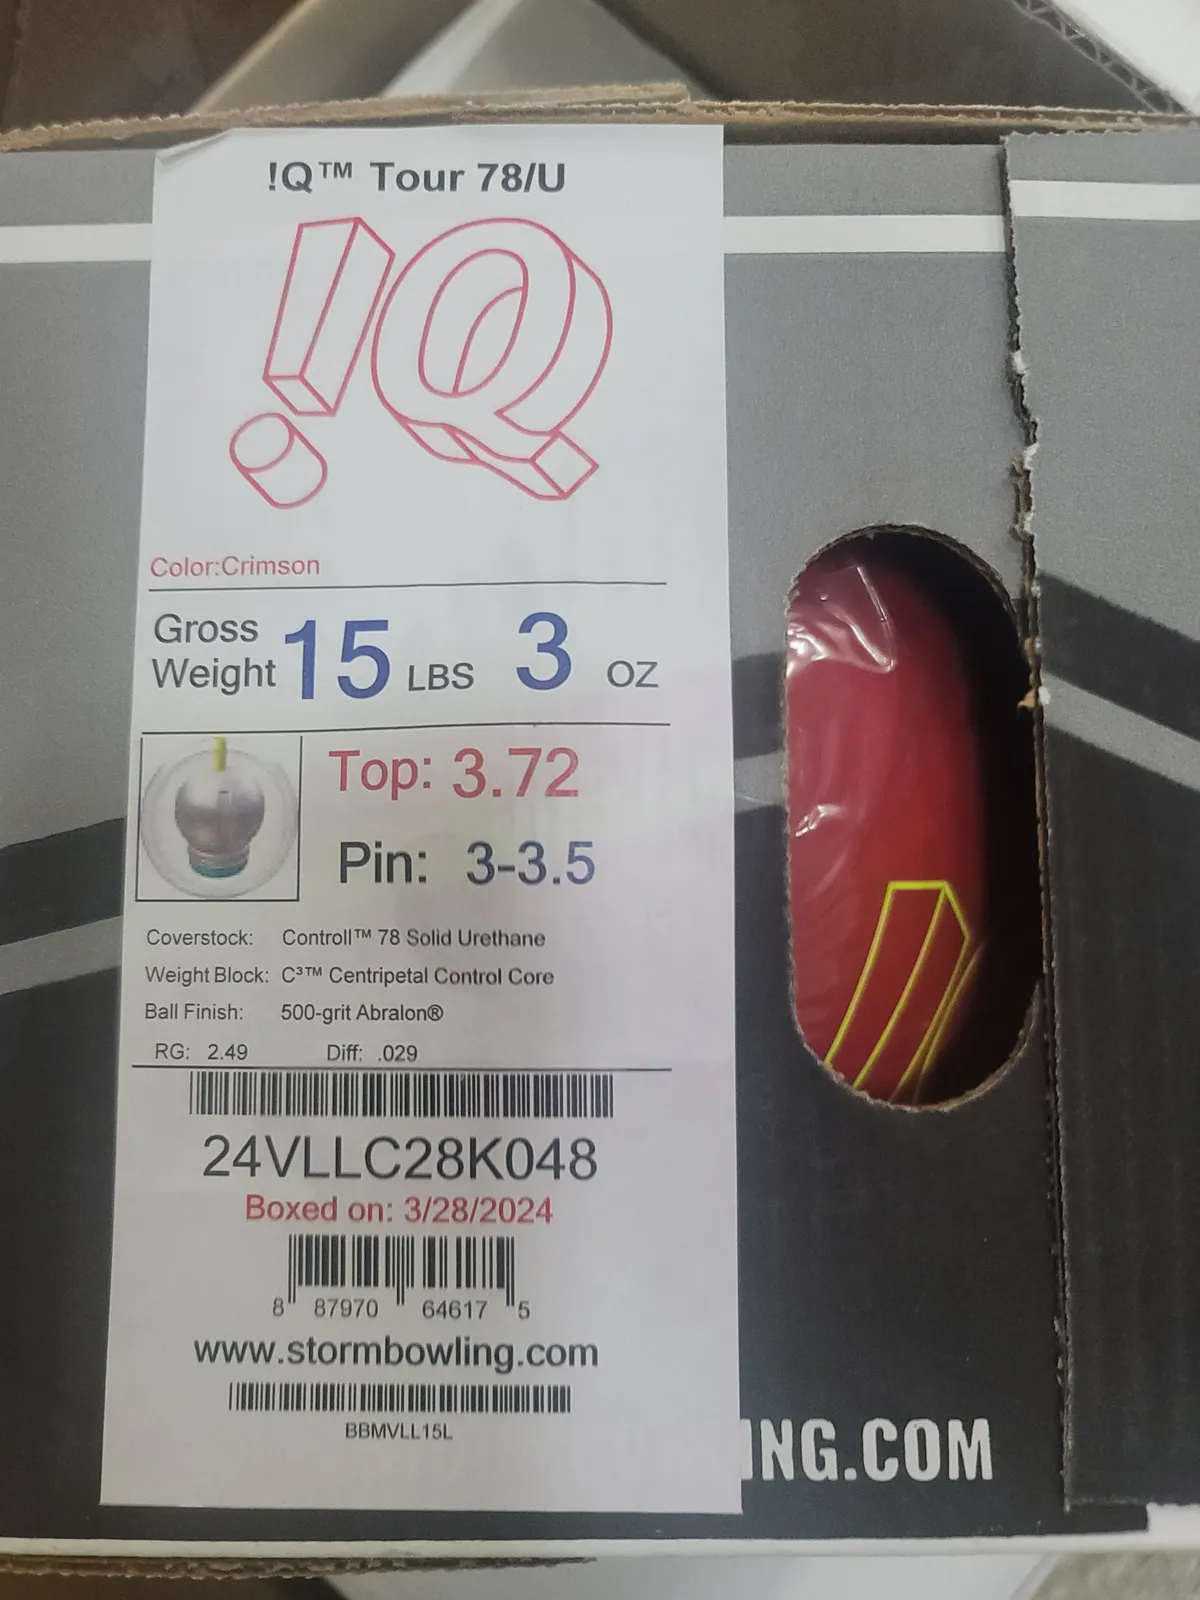 !Q™ Tour 78/U
!Q
Color:Crimson
Gross Weight 15 LBS 3 OZ
Top: 3.72
Pin: 3-3.5
Coverstock: Controll™ 78 Solid Urethane
Weight Block: C³™ Centripetal Control Core
Ball Finish: 500-grit Abralon®
RG: 2.49 Diff: .029
24VLLC28K048
Boxed on: 3/28/2024
8 87970 64617 5
www.stormbowling.com
BBMVLL15L
ING.COM